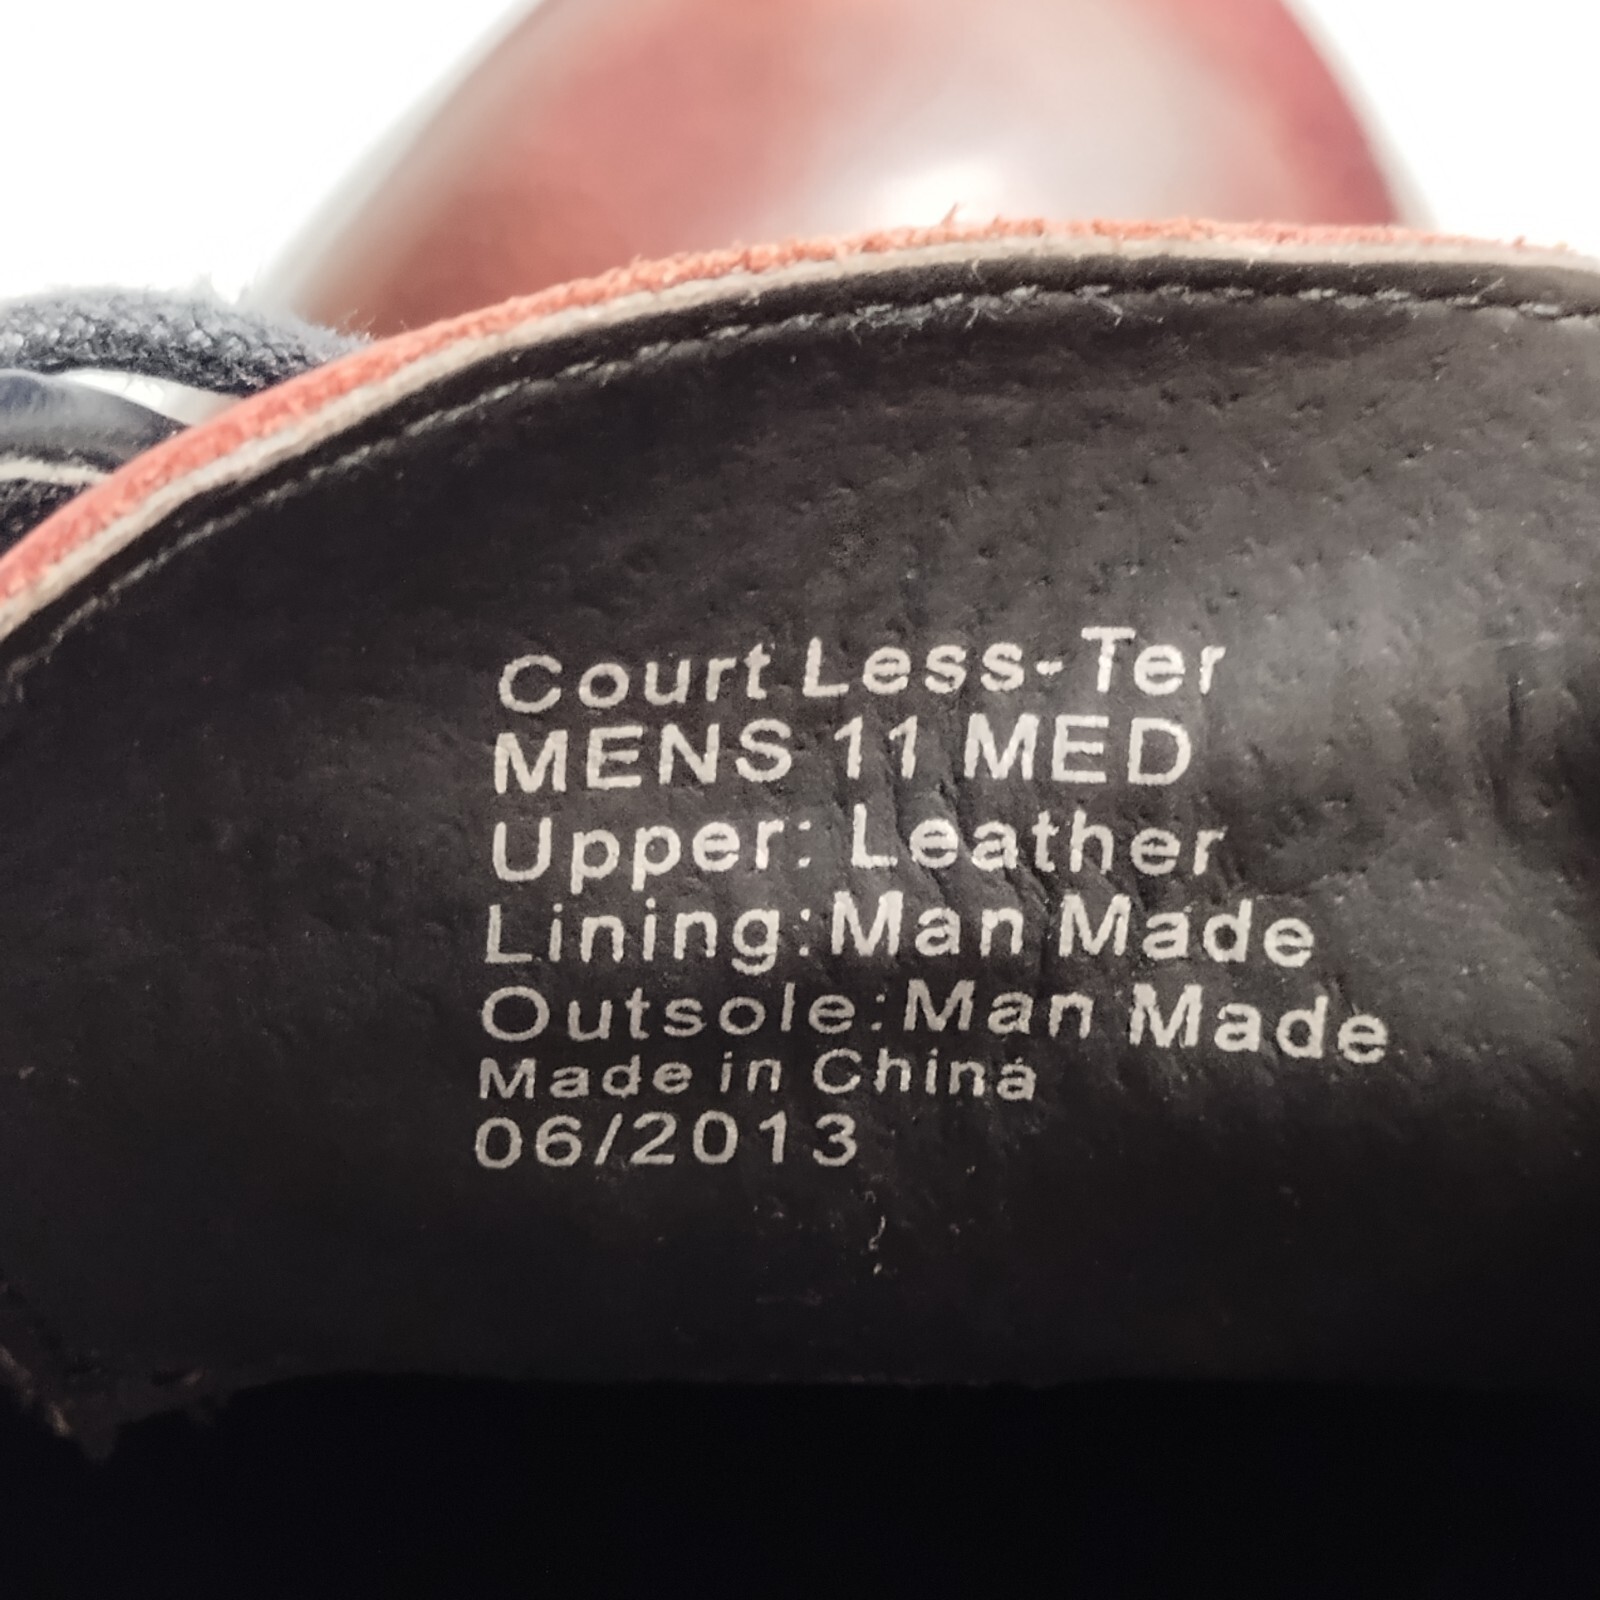 Court Less-Ter
MENS 11 MED
Upper: Leather
Lining: Man Made
Outsole: Man Made
Made in China
06/2013